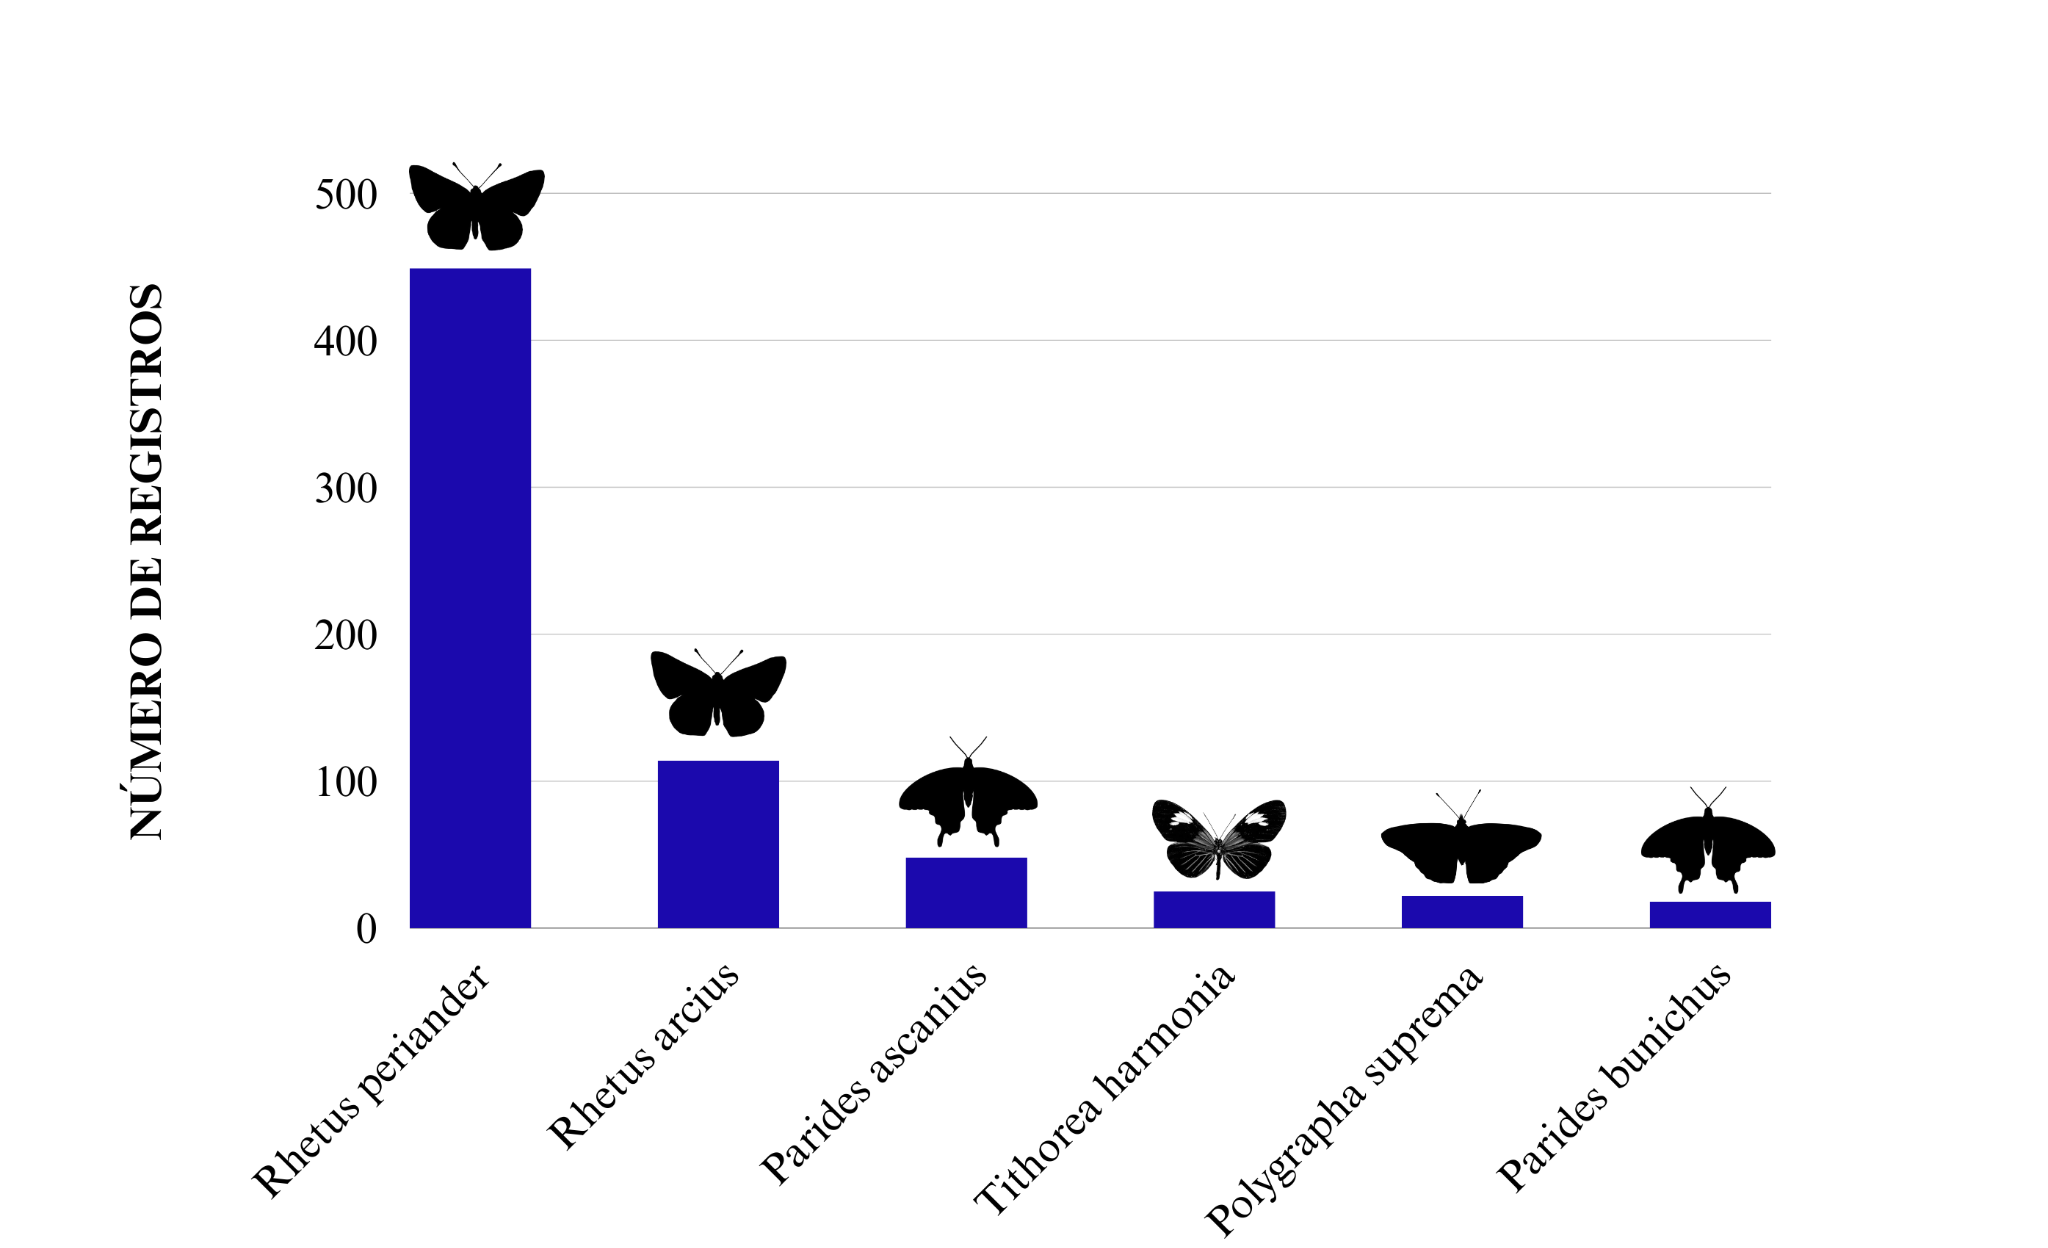 NÚMERO DE REGISTROS
500
400
300
200
100
0
Rhetus periander
Rhetus arcius
Parides ascanius
Tithorea harmonia
Polygrapha suprema
Parides bunichus